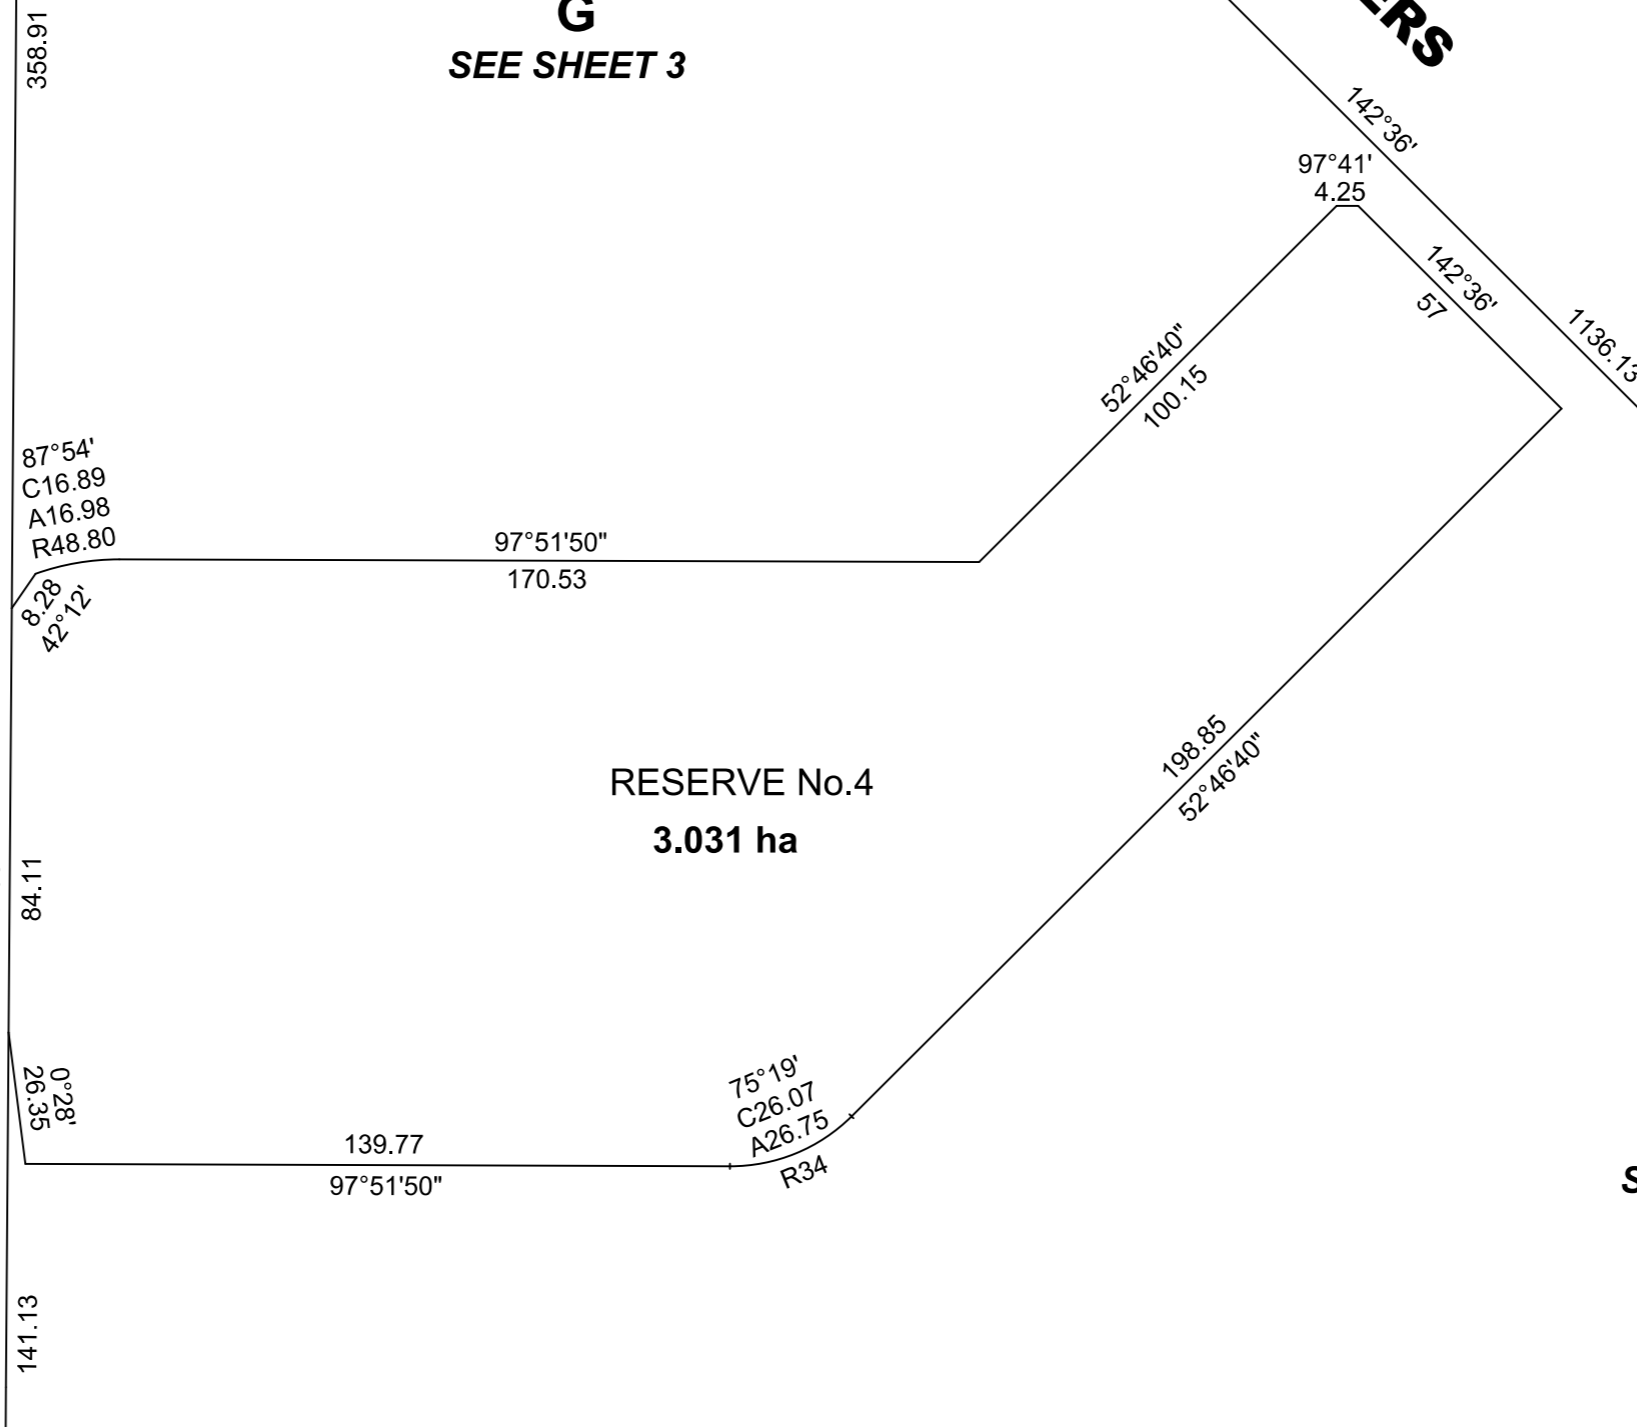 358.91
G
SEE SHEET 3
ERS
142°36'
97°41'
4.25
142°36'
57
1136.13
52°46'40"
100.15
87°54'
C16.89
A16.98
R48.80
8.28
42°12'
97°51'50"
170.53
198.85
52°46'40"
RESERVE No.4
3.031 ha
84.11
0°28'
26.35
75°19'
C26.07
A26.75
R34
139.77
97°51'50"
S
141.13